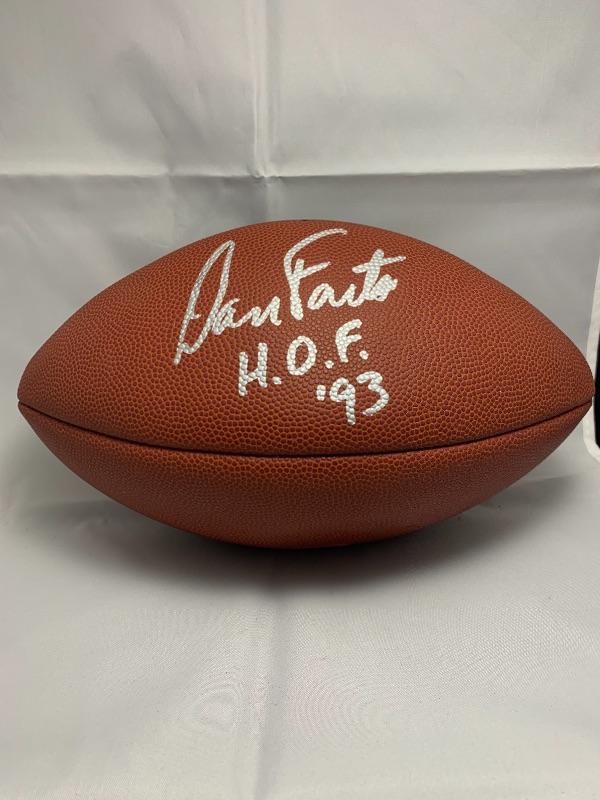 Dan Fouts
H.O.F.
'93